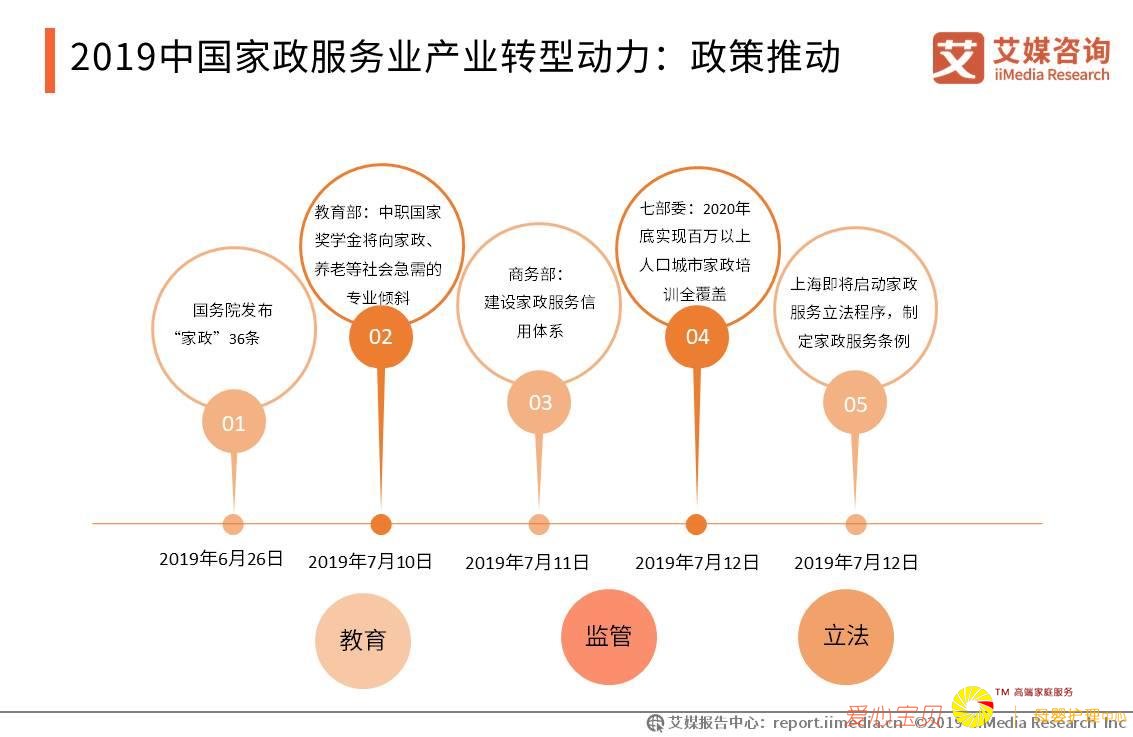 2019中国家政服务业产业转型动力：政策推动
艾媒咨询
iiMedia Research
国务院发布
“家政”36条
01
教育部：中职国家
奖学金将向家政、
养老等社会急需的
专业倾斜
02
商务部：
建设家政服务信
用体系
03
七部委：2020年
底实现百万以上
人口城市家政培
训全覆盖
04
上海即将启动家政
服务立法程序，制
定家政服务条例
05
2019年6月26日
2019年7月10日
2019年7月11日
2019年7月12日
2019年7月12日
教育
监管
立法
TM 高端家庭服务
爱心宝贝
母婴护理中心
艾媒报告中心：report.iimedia.cn ©2019 iiMedia Research Inc